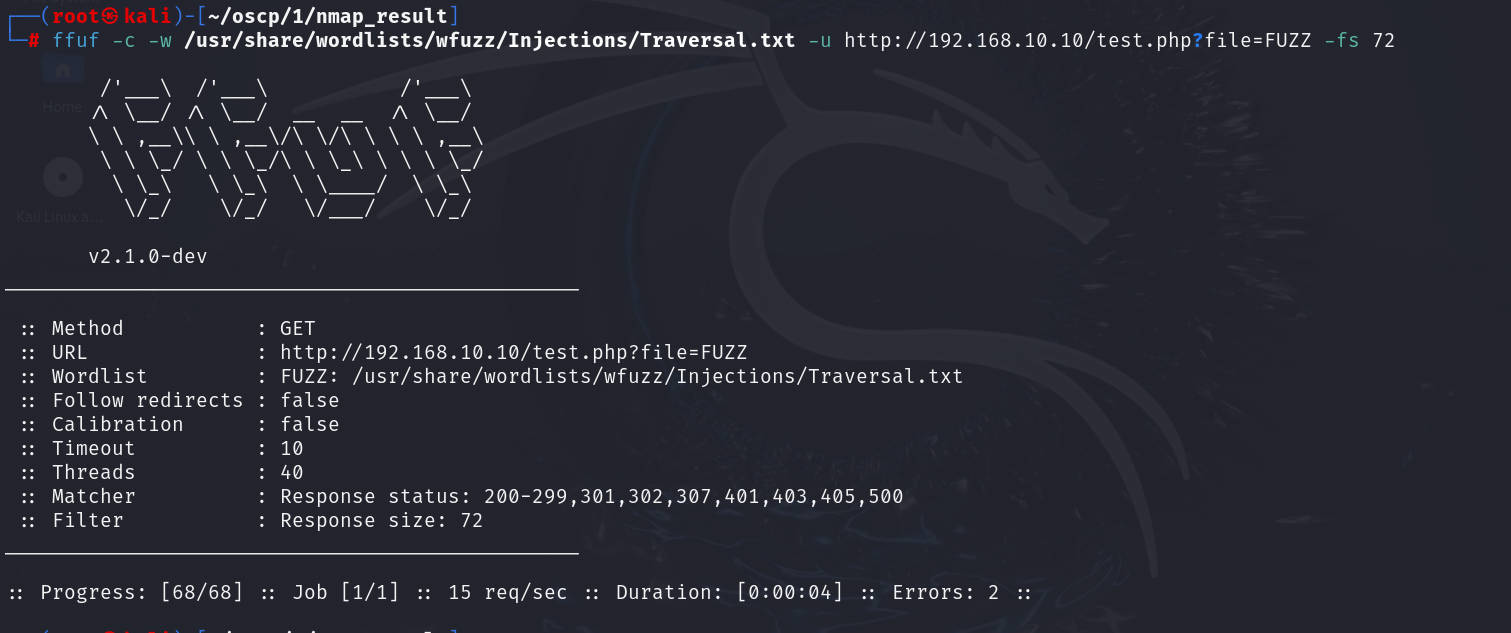 ┌──(root㉿kali)-[~/oscp/1/nmap_result]
└─# ffuf -c -w /usr/share/wordlists/wfuzz/Injections/Traversal.txt -u http://192.168.10.10/test.php?file=FUZZ -fs 72
        /'___\  /'___\           /'___\
       /\ \__/ /\ \__/  __  __  /\ \__/
       \ \ ,__\\ \ ,__\/\ \/\ \ \ \ ,__\
        \ \ \_/ \ \ \_/\ \ \_\ \ \ \ \_/
         \ \_\   \ \_\  \ \____/  \ \_\
          \/_/    \/_/   \/___/    \/_/
Home
Kali Linux a...
v2.1.0-dev
________________________________________________
:: Method           : GET
:: URL              : http://192.168.10.10/test.php?file=FUZZ
:: Wordlist         : FUZZ: /usr/share/wordlists/wfuzz/Injections/Traversal.txt
:: Follow redirects : false
:: Calibration      : false
:: Timeout          : 10
:: Threads          : 40
:: Matcher          : Response status: 200-299,301,302,307,401,403,405,500
:: Filter           : Response size: 72
________________________________________________
:: Progress: [68/68] :: Job [1/1] :: 15 req/sec :: Duration: [0:00:04] :: Errors: 2 ::